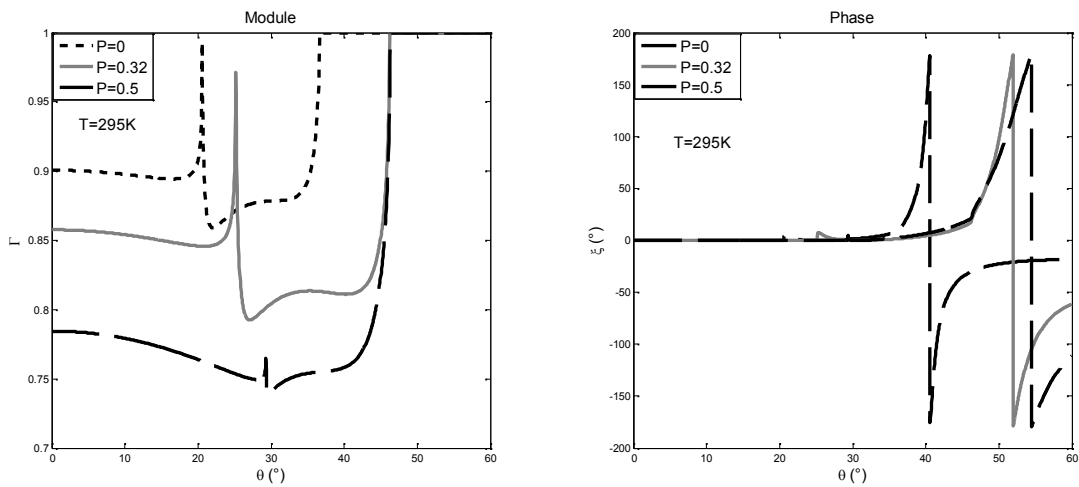 Module
1
0.95
0.9
0.85
0.8
0.75
0.7
Γ
P=0
P=0.32
P=0.5
T=295K
0 10 20 30 40 50 60
θ (°)
Phase
200
150
100
50
0
-50
-100
-150
-200
ξ (°)
P=0
P=0.32
P=0.5
T=295K
0 10 20 30 40 50 60
θ (°)